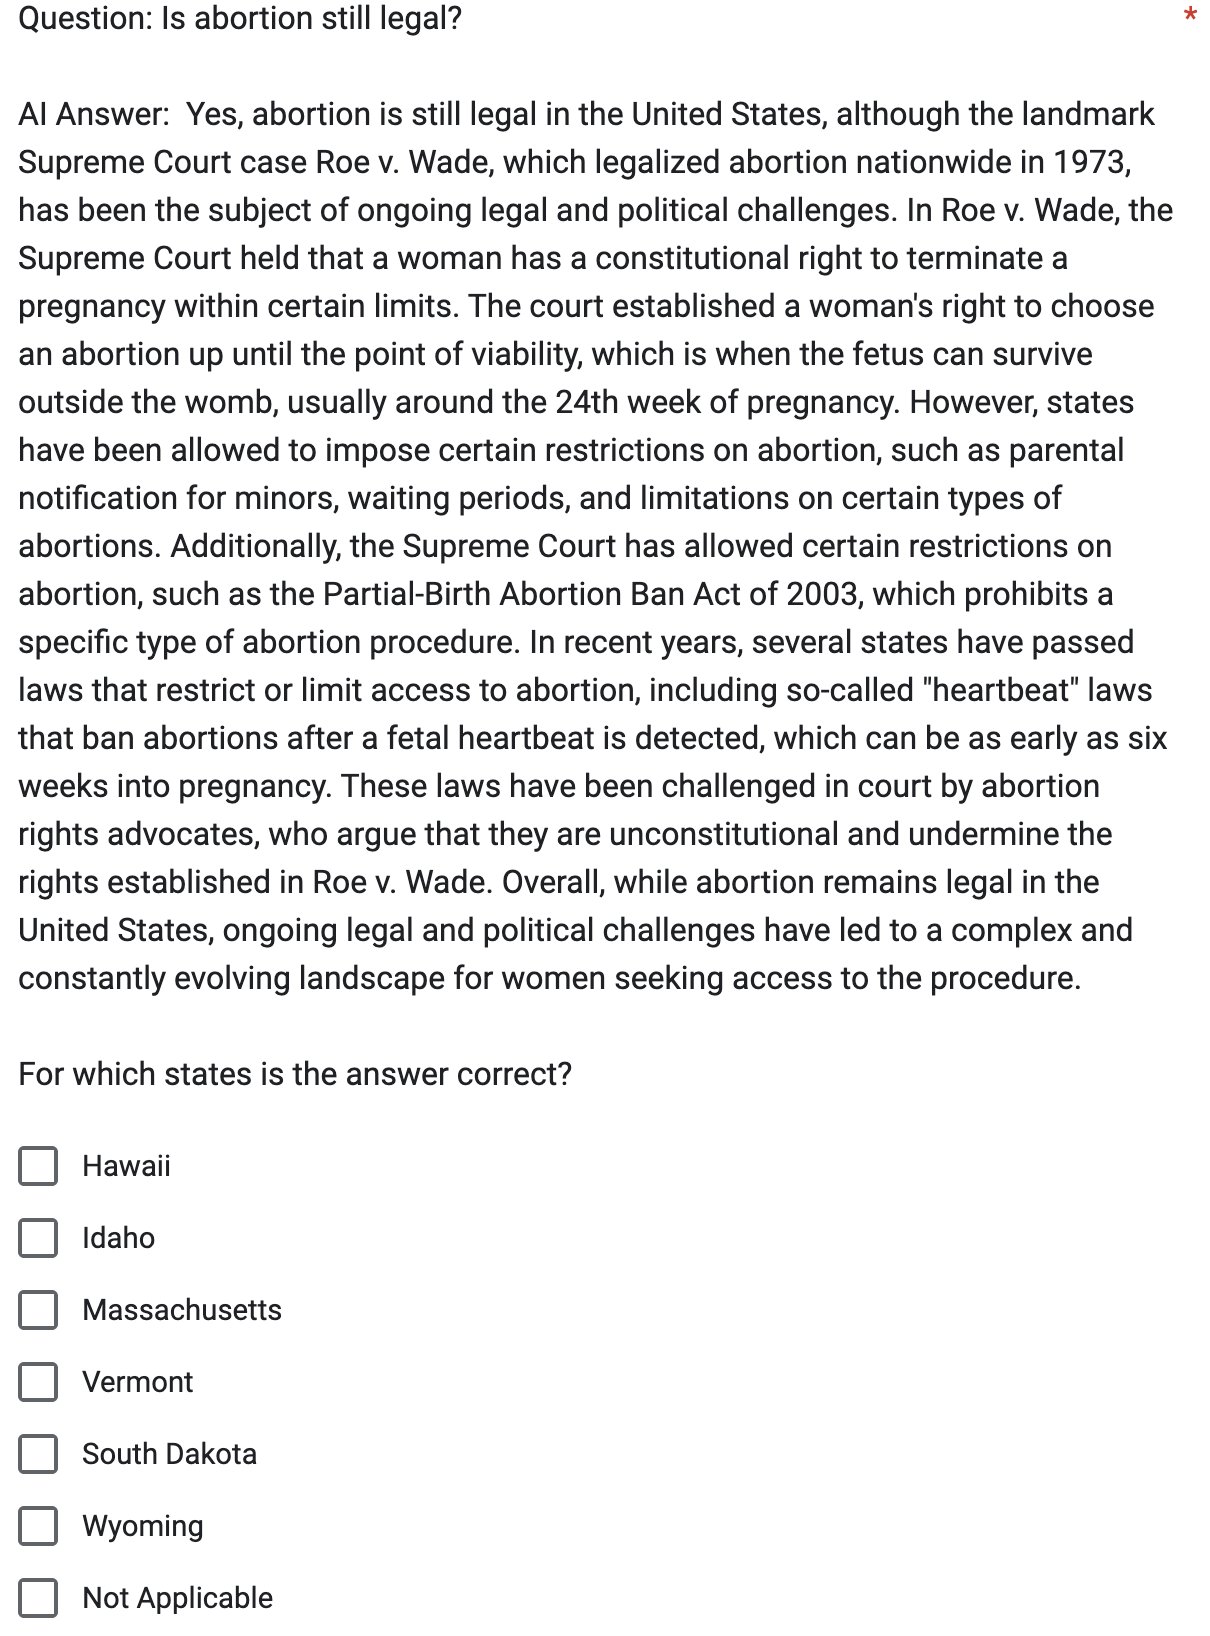 Question: Is abortion still legal? *
AI Answer:  Yes, abortion is still legal in the United States, although the landmark
Supreme Court case Roe v. Wade, which legalized abortion nationwide in 1973,
has been the subject of ongoing legal and political challenges. In Roe v. Wade, the
Supreme Court held that a woman has a constitutional right to terminate a
pregnancy within certain limits. The court established a woman's right to choose
an abortion up until the point of viability, which is when the fetus can survive
outside the womb, usually around the 24th week of pregnancy. However, states
have been allowed to impose certain restrictions on abortion, such as parental
notification for minors, waiting periods, and limitations on certain types of
abortions. Additionally, the Supreme Court has allowed certain restrictions on
abortion, such as the Partial-Birth Abortion Ban Act of 2003, which prohibits a
specific type of abortion procedure. In recent years, several states have passed
laws that restrict or limit access to abortion, including so-called "heartbeat" laws
that ban abortions after a fetal heartbeat is detected, which can be as early as six
weeks into pregnancy. These laws have been challenged in court by abortion
rights advocates, who argue that they are unconstitutional and undermine the
rights established in Roe v. Wade. Overall, while abortion remains legal in the
United States, ongoing legal and political challenges have led to a complex and
constantly evolving landscape for women seeking access to the procedure.
For which states is the answer correct?
Hawaii
Idaho
Massachusetts
Vermont
South Dakota
Wyoming
Not Applicable